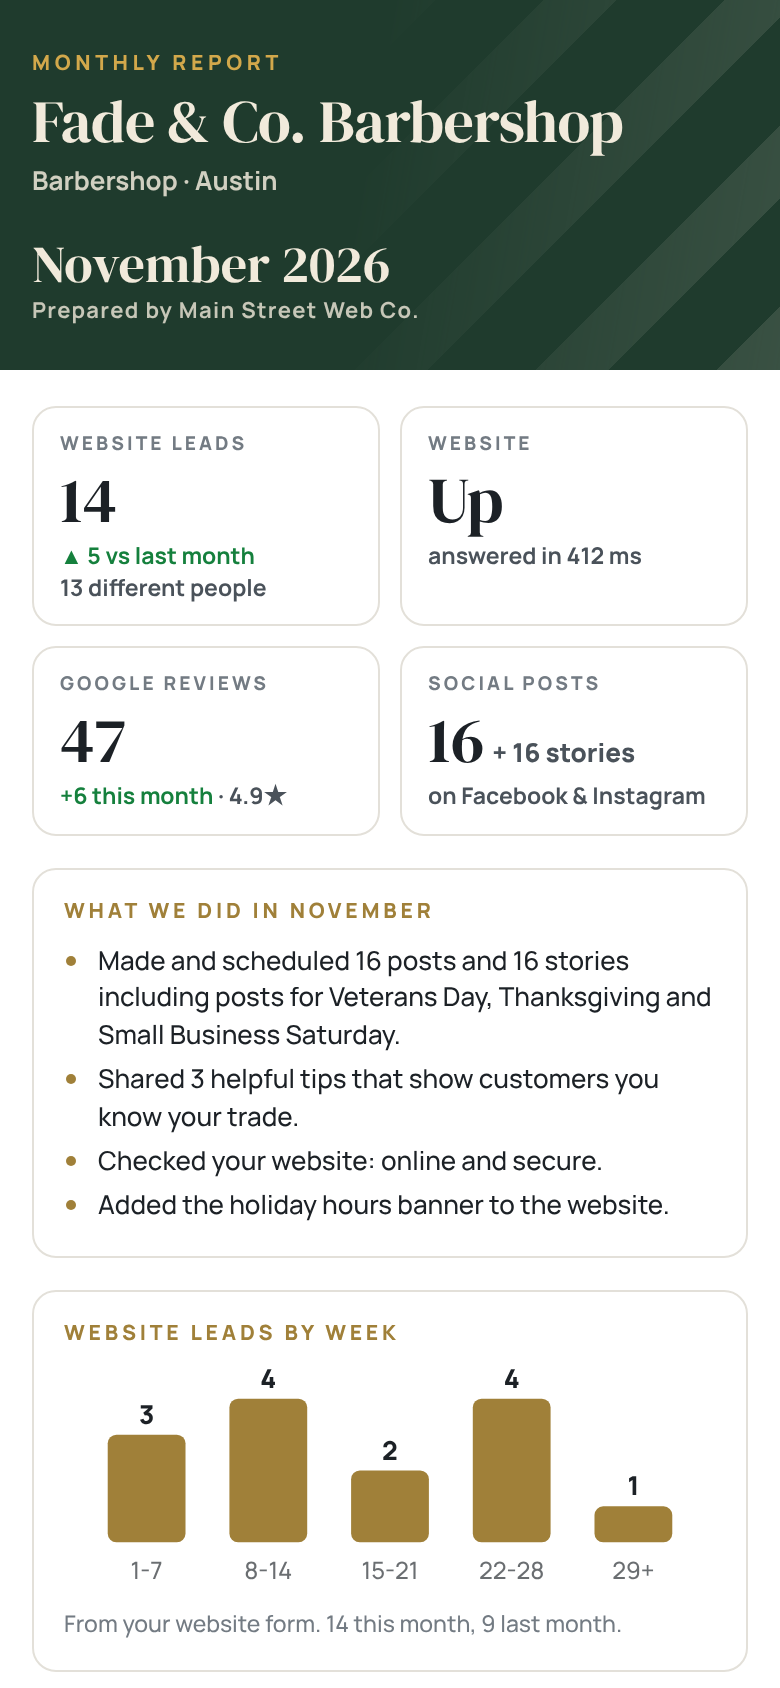 MONTHLY REPORT
Fade & Co. Barbershop
Barbershop · Austin
November 2026
Prepared by Main Street Web Co.
WEBSITE LEADS
14
▲ 5 vs last month
13 different people
WEBSITE
Up
answered in 412 ms
GOOGLE REVIEWS
47
+6 this month · 4.9★
SOCIAL POSTS
16 + 16 stories
on Facebook & Instagram
WHAT WE DID IN NOVEMBER
• Made and scheduled 16 posts and 16 stories
including posts for Veterans Day, Thanksgiving and
Small Business Saturday.
• Shared 3 helpful tips that show customers you
know your trade.
• Checked your website: online and secure.
• Added the holiday hours banner to the website.
WEBSITE LEADS BY WEEK
3 4 2 4 1
1-7 8-14 15-21 22-28 29+
From your website form. 14 this month, 9 last month.